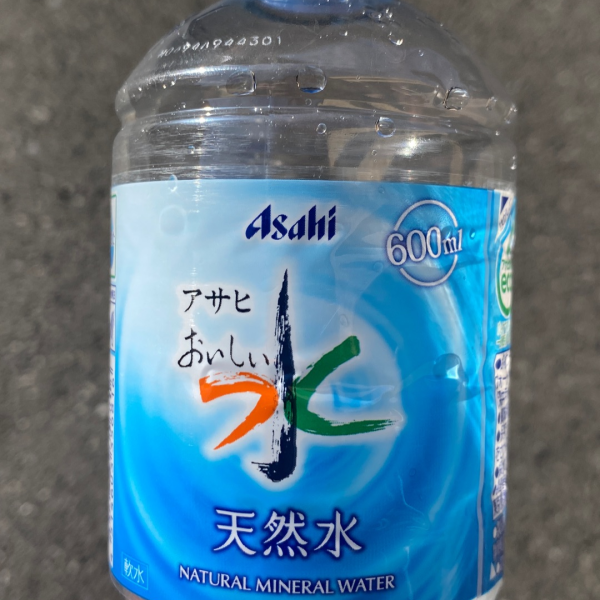 Asahi
600ml
アサヒ
おいしい
水
天然水
NATURAL MINERAL WATER
軟水